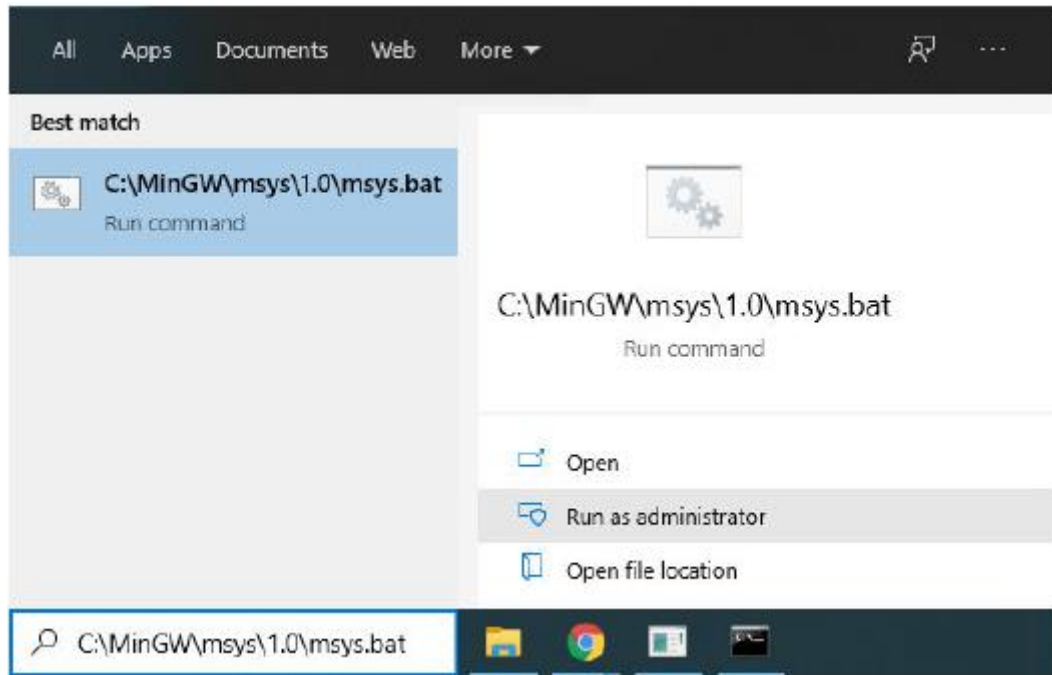 All Apps Documents Web More
Best match
C:\MinGW\msys\1.0\msys.bat
Run command
C:\MinGW\msys\1.0\msys.bat
Run command
Open
Run as administrator
Open file location
C:\MinGW\msys\1.0\msys.bat